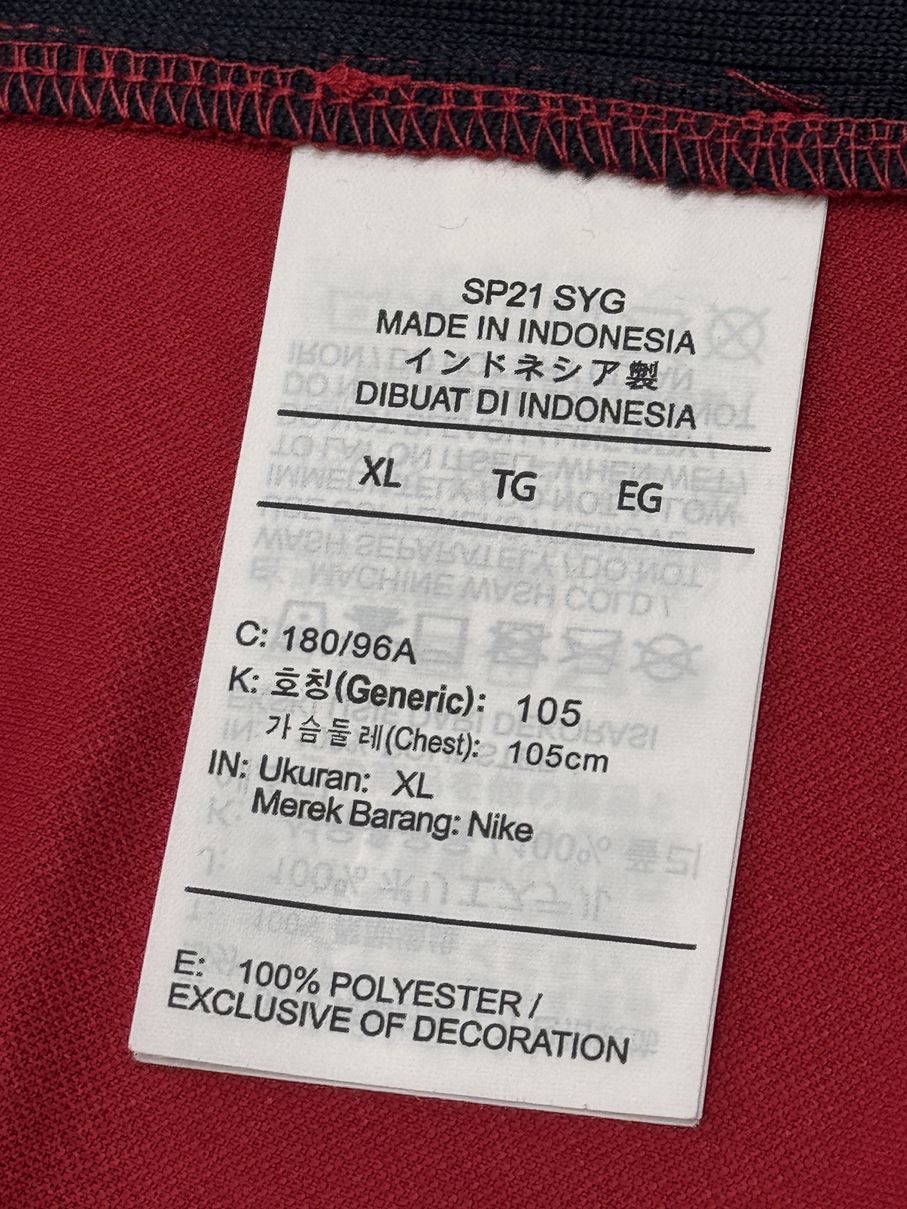 SP21 SYG
MADE IN INDONESIA
インドネシア製
DIBUAT DI INDONESIA
XL TG EG
C: 180/96A
K: 호칭(Generic): 105
가슴둘레(Chest): 105cm
IN: Ukuran: XL
Merek Barang: Nike
E: 100% POLYESTER /
EXCLUSIVE OF DECORATION